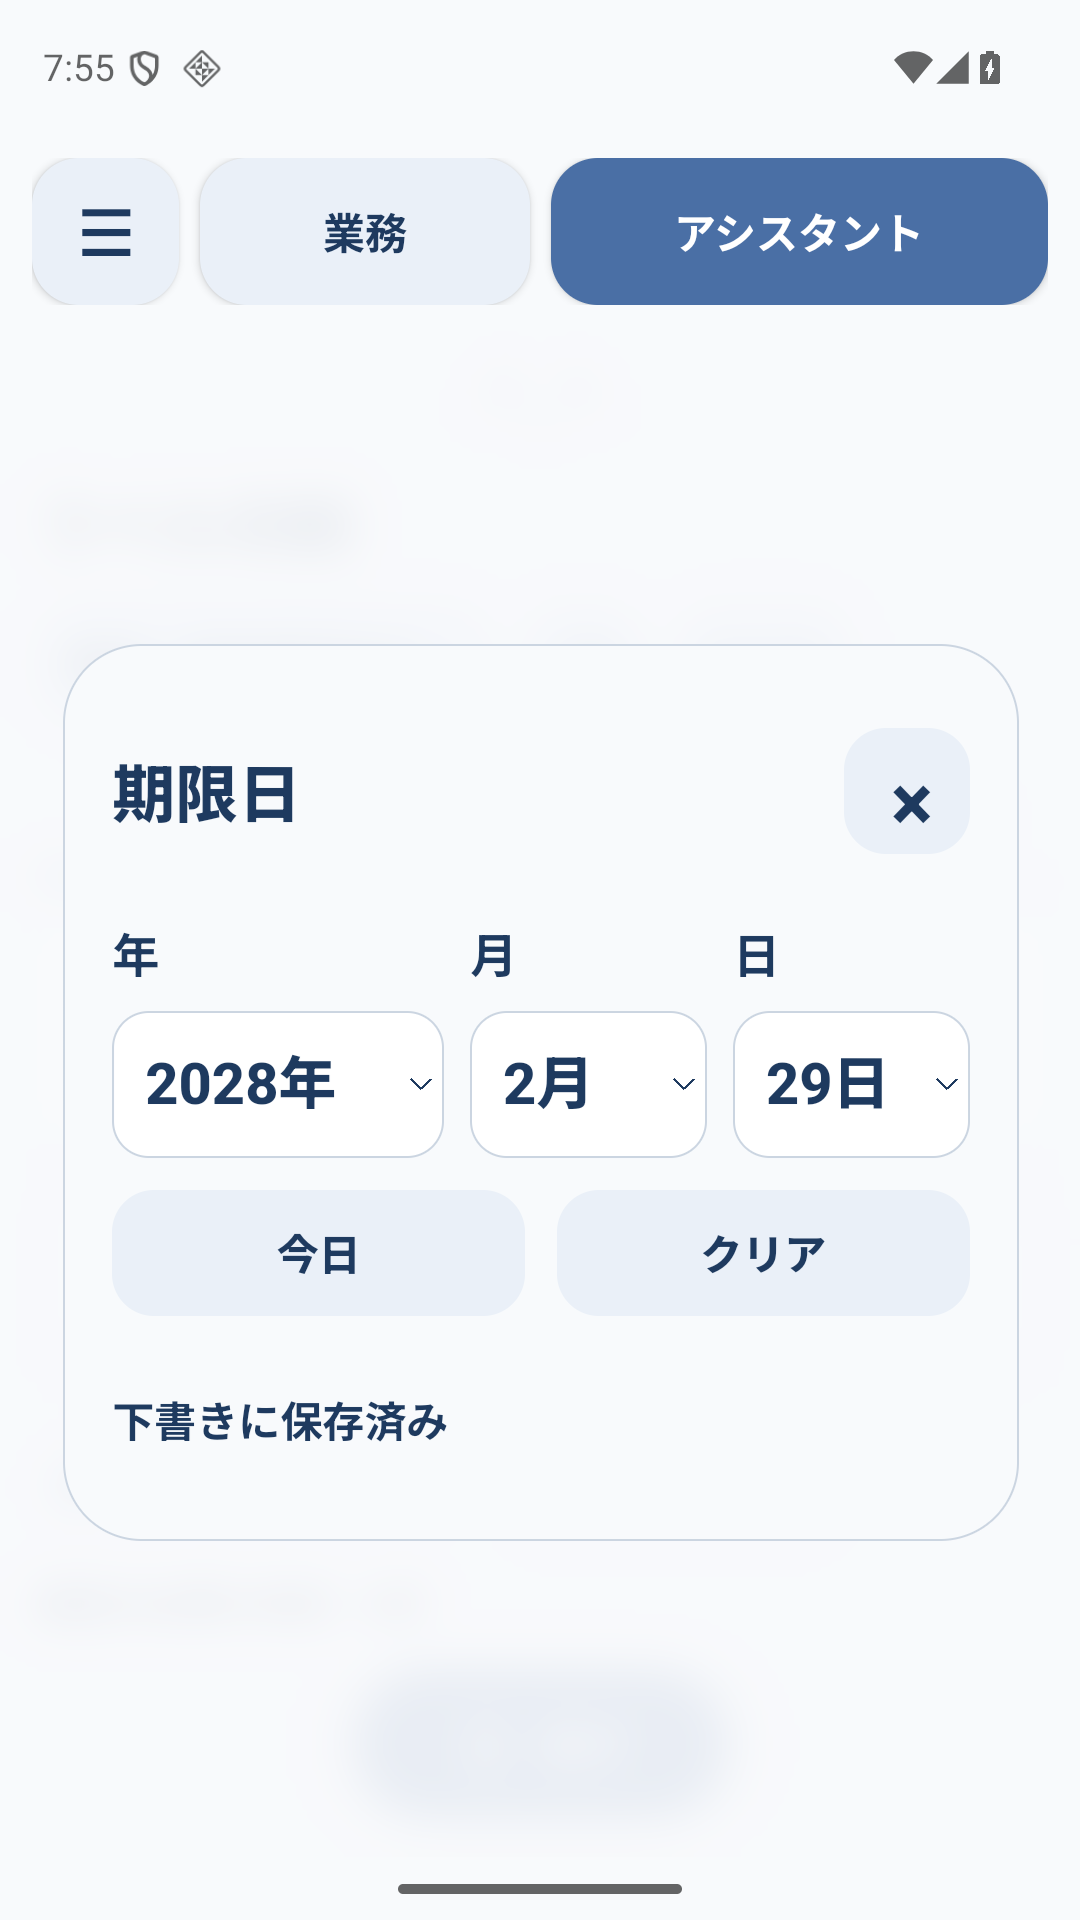 7:55
業務
アシスタント
期限日
年 月 日
2028年 2月 29日
今日 クリア
下書きに保存済み